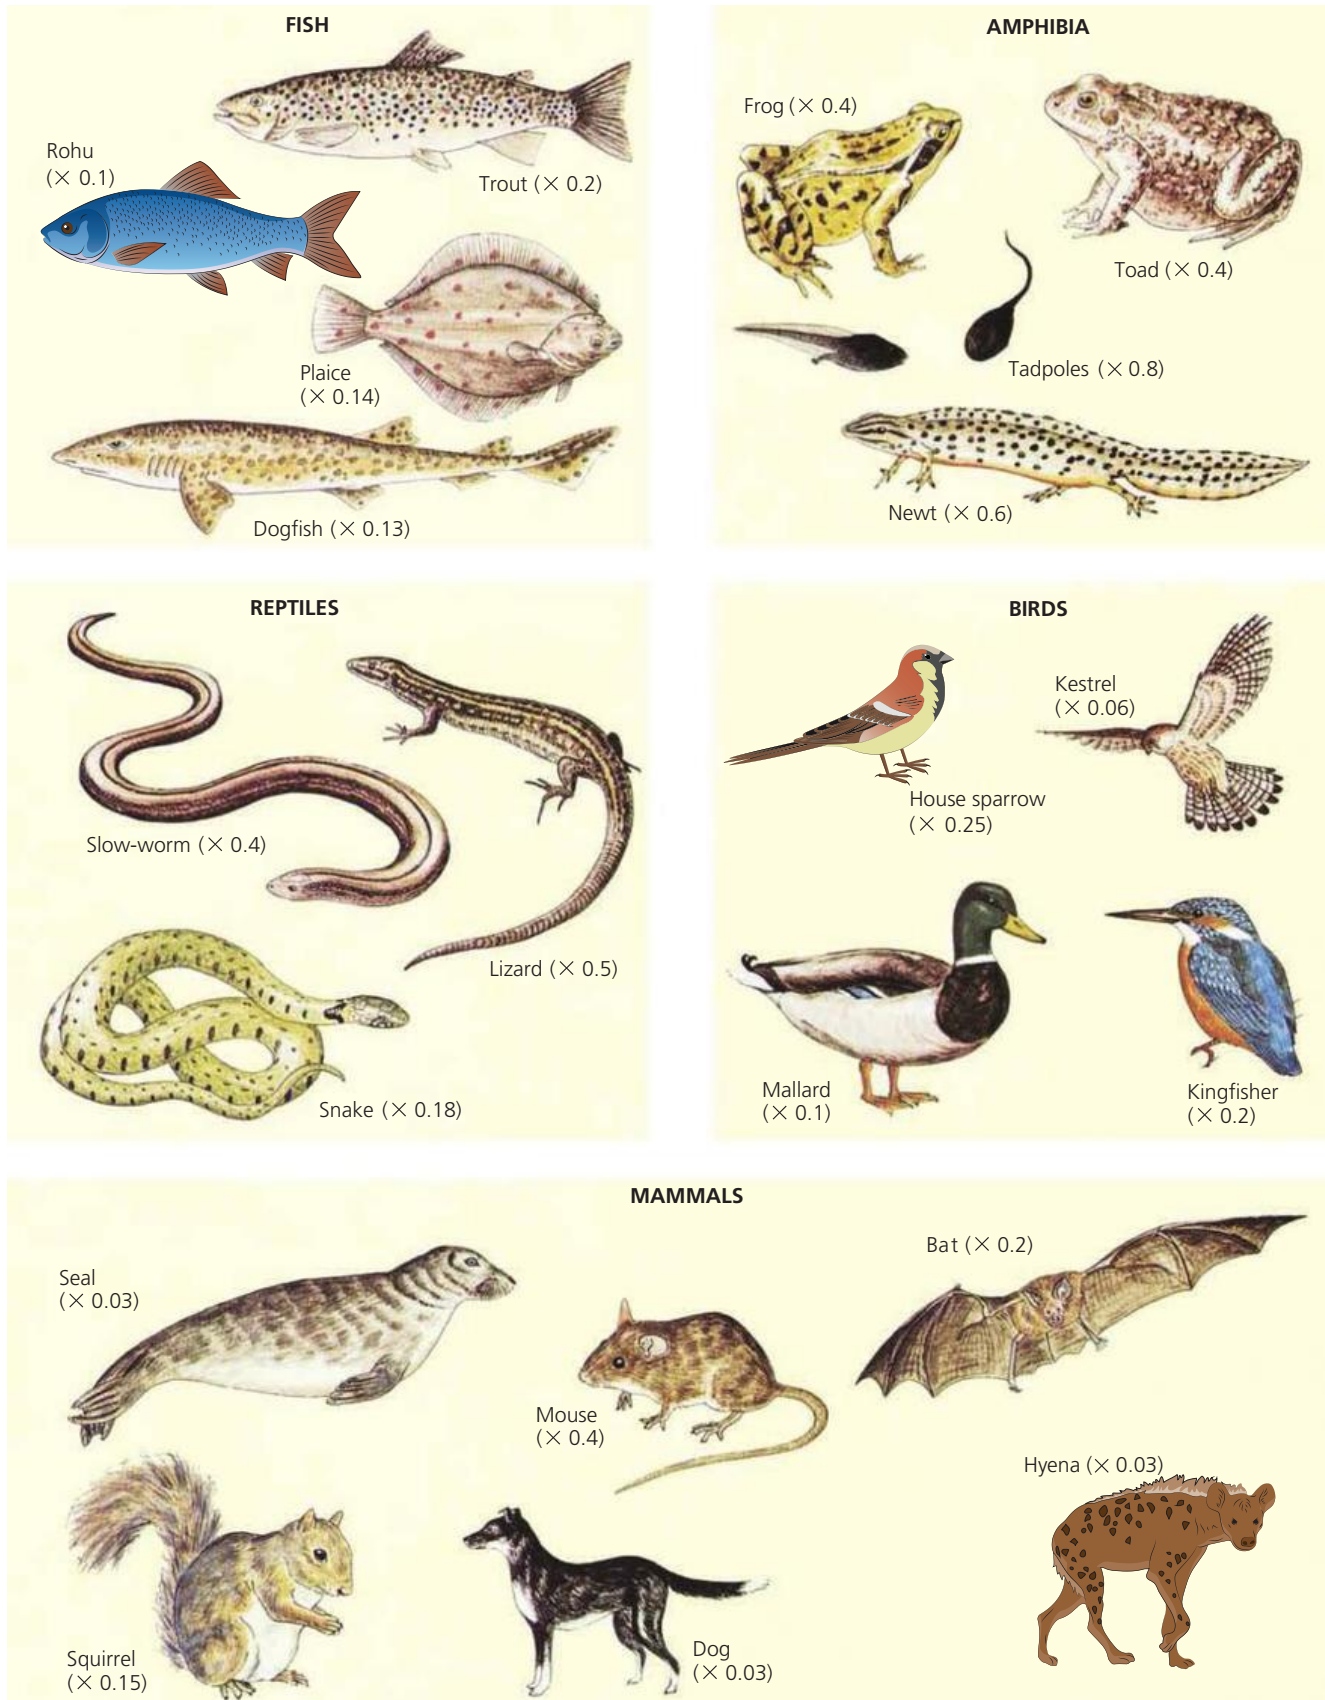 FISH
Rohu
(× 0.1)
Trout (× 0.2)
Plaice
(× 0.14)
Dogfish (× 0.13)
AMPHIBIA
Frog (× 0.4)
Toad (× 0.4)
Tadpoles (× 0.8)
Newt (× 0.6)
REPTILES
Slow-worm (× 0.4)
Lizard (× 0.5)
Snake (× 0.18)
BIRDS
Kestrel
(× 0.06)
House sparrow
(× 0.25)
Mallard
(× 0.1)
Kingfisher
(× 0.2)
MAMMALS
Seal
(× 0.03)
Bat (× 0.2)
Mouse
(× 0.4)
Hyena (× 0.03)
Squirrel
(× 0.15)
Dog
(× 0.03)